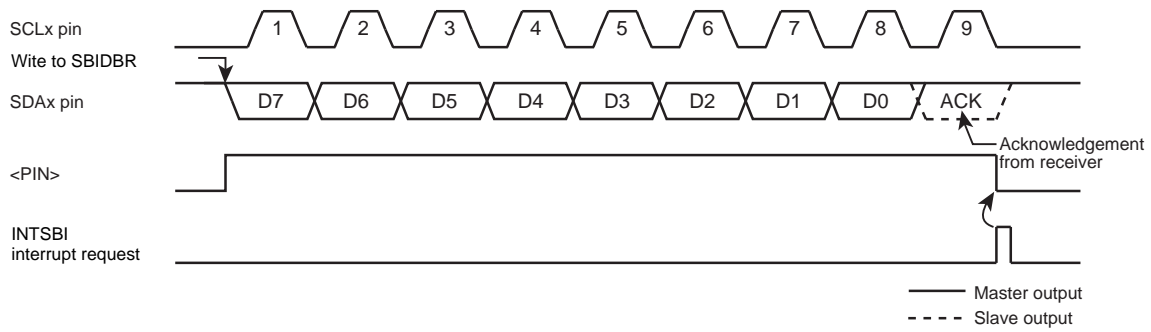 SCLx pin
1 2 3 4 5 6 7 8 9
Wite to SBIDBR
SDAx pin
D7 D6 D5 D4 D3 D2 D1 D0 ACK
Acknowledgement
from receiver
<PIN>
INTSBI
interrupt request
Master output
Slave output